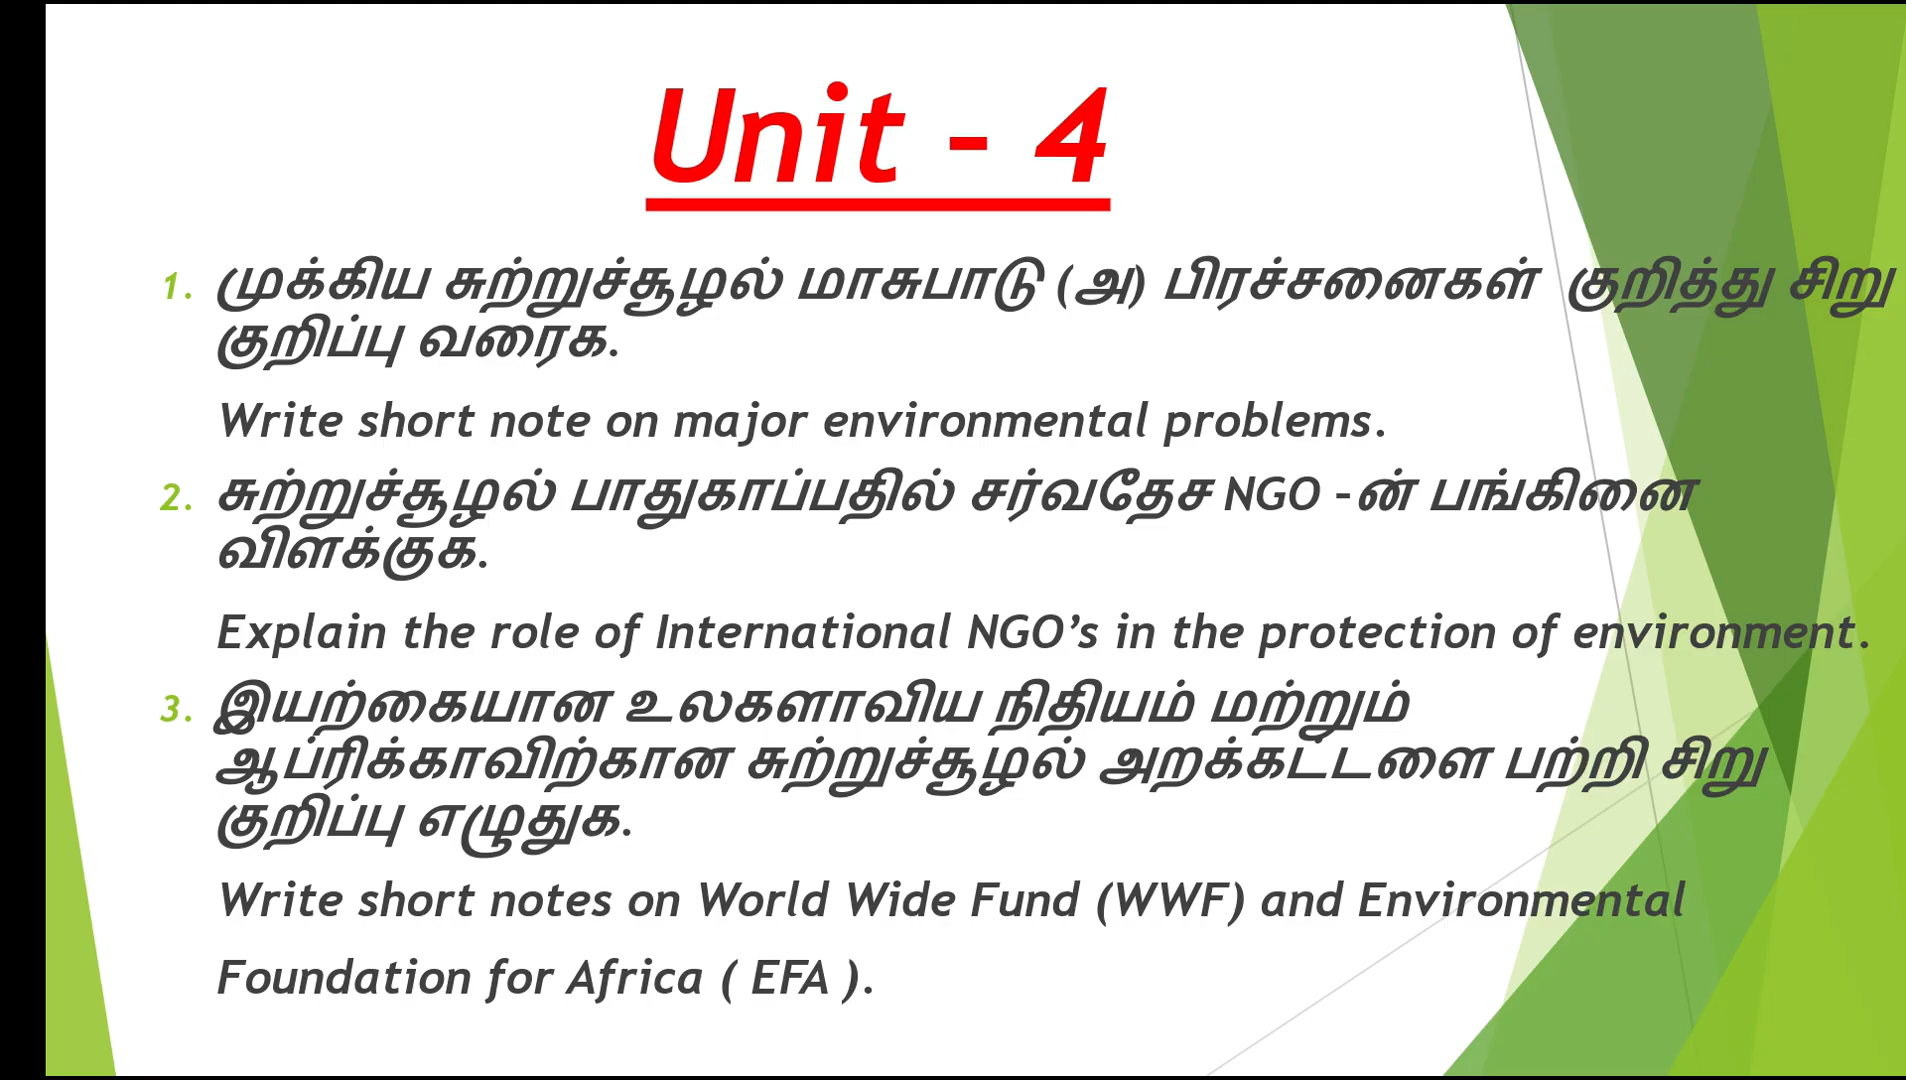 Unit - 4
1. முக்கிய சுற்றுச்சூழல் மாசுபாடு (அ) பிரச்சனைகள் குறித்து சிறு
குறிப்பு வரைக.
Write short note on major environmental problems.
2. சுற்றுச்சூழல் பாதுகாப்பதில் சர்வதேச NGO -ன் பங்கினை
விளக்குக.
Explain the role of International NGO’s in the protection of environment.
3. இயற்கையான உலகளாவிய நிதியம் மற்றும்
ஆப்ரிக்காவிற்கான சுற்றுச்சூழல் அறக்கட்டளை பற்றி சிறு
குறிப்பு எழுதுக.
Write short notes on World Wide Fund (WWF) and Environmental
Foundation for Africa ( EFA ).